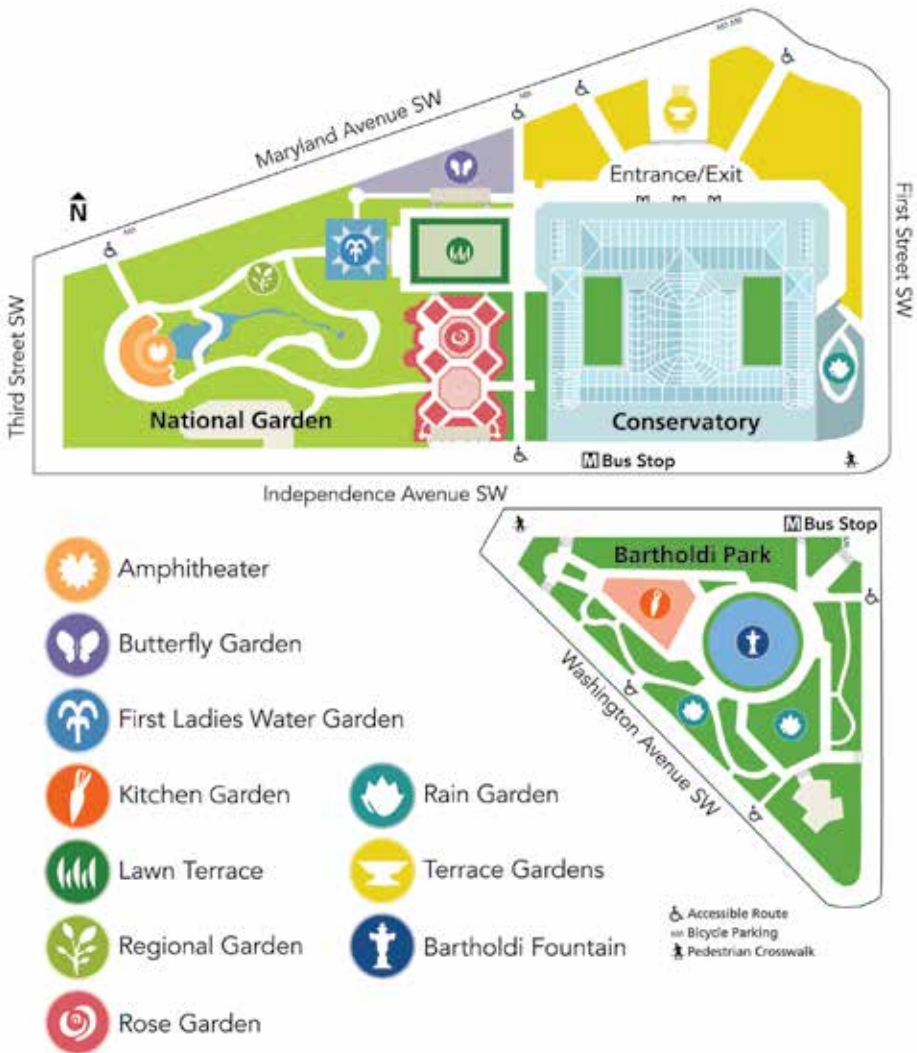 Maryland Avenue SW
Entrance/Exit
N
First Street SW
Third Street SW
National Garden
Conservatory
M Bus Stop
Independence Avenue SW
M Bus Stop
Bartholdi Park
Washington Avenue SW
Amphitheater
Butterfly Garden
First Ladies Water Garden
Kitchen Garden
Lawn Terrace
Regional Garden
Rose Garden
Rain Garden
Terrace Gardens
Bartholdi Fountain
Accessible Route
Bicycle Parking
Pedestrian Crosswalk